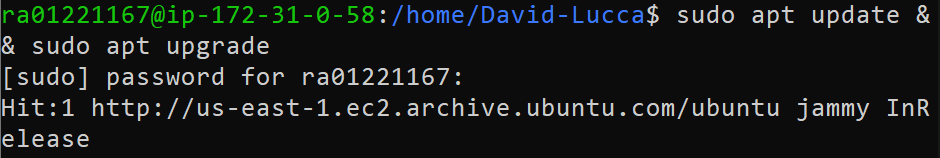 ra01221167@ip-172-31-0-58:/home/David-Lucca$ sudo apt update &
& sudo apt upgrade
[sudo] password for ra01221167:
Hit:1 http://us-east-1.ec2.archive.ubuntu.com/ubuntu jammy InR
elease